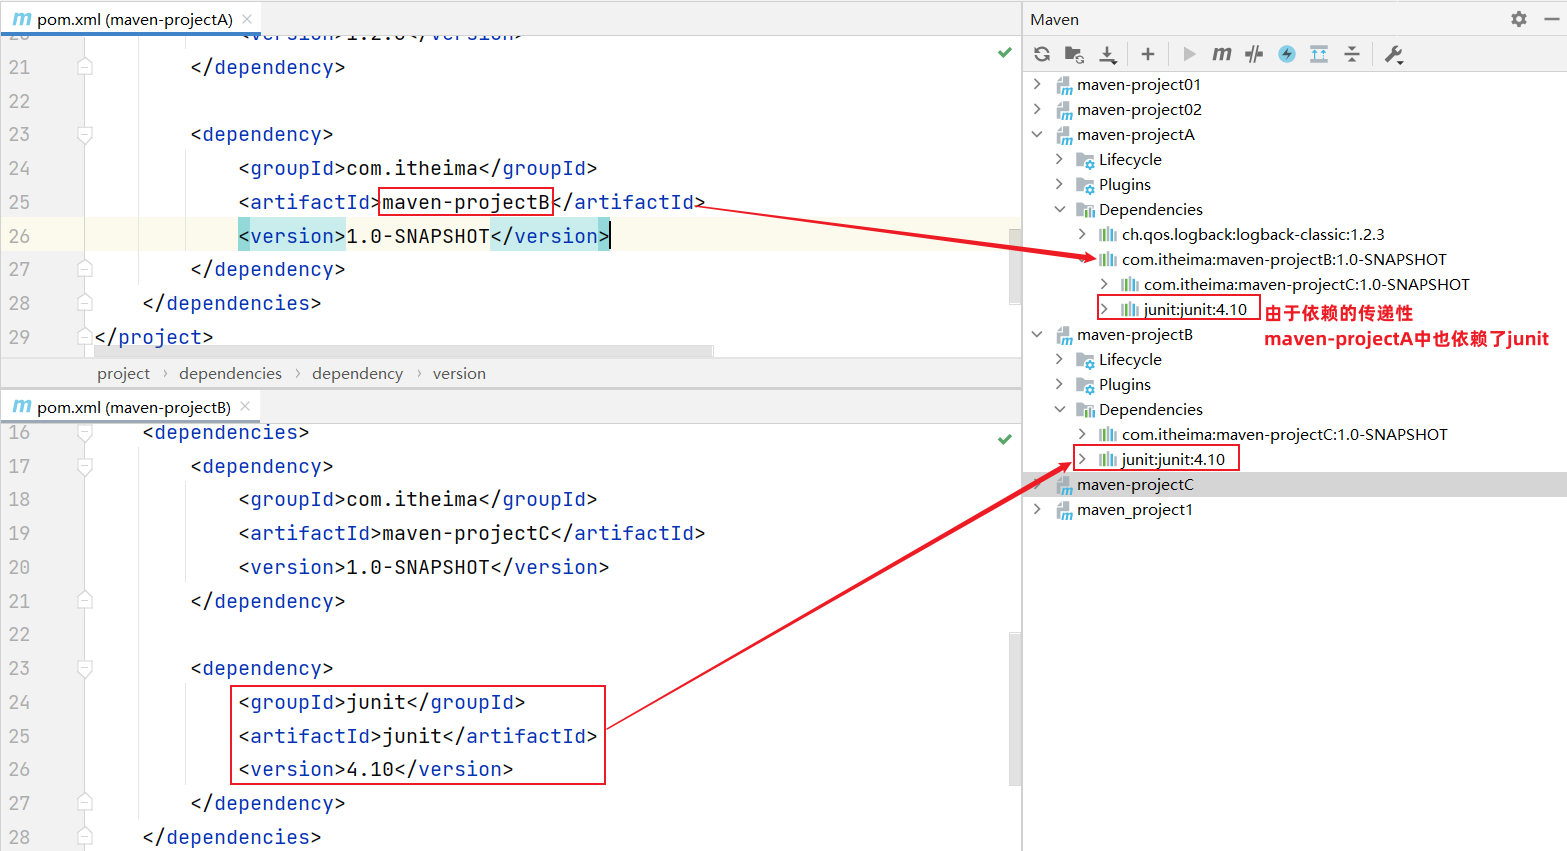 pom.xml (maven-projectA)
20 <version>1.2.3</version>
21 </dependency>
22
23 <dependency>
24 <groupId>com.itheima</groupId>
25 <artifactId>maven-projectB</artifactId>
26 <version>1.0-SNAPSHOT</version>
27 </dependency>
28 </dependencies>
29 </project>
project › dependencies › dependency › version
pom.xml (maven-projectB)
16 <dependencies>
17 <dependency>
18 <groupId>com.itheima</groupId>
19 <artifactId>maven-projectC</artifactId>
20 <version>1.0-SNAPSHOT</version>
21 </dependency>
22
23 <dependency>
24 <groupId>junit</groupId>
25 <artifactId>junit</artifactId>
26 <version>4.10</version>
27 </dependency>
28 </dependencies>
Maven
maven-project01
maven-project02
maven-projectA
Lifecycle
Plugins
Dependencies
ch.qos.logback:logback-classic:1.2.3
com.itheima:maven-projectB:1.0-SNAPSHOT
com.itheima:maven-projectC:1.0-SNAPSHOT
junit:junit:4.10
由于依赖的传递性
maven-projectA中也依赖了junit
maven-projectB
Lifecycle
Plugins
Dependencies
com.itheima:maven-projectC:1.0-SNAPSHOT
junit:junit:4.10
maven-projectC
maven_project1